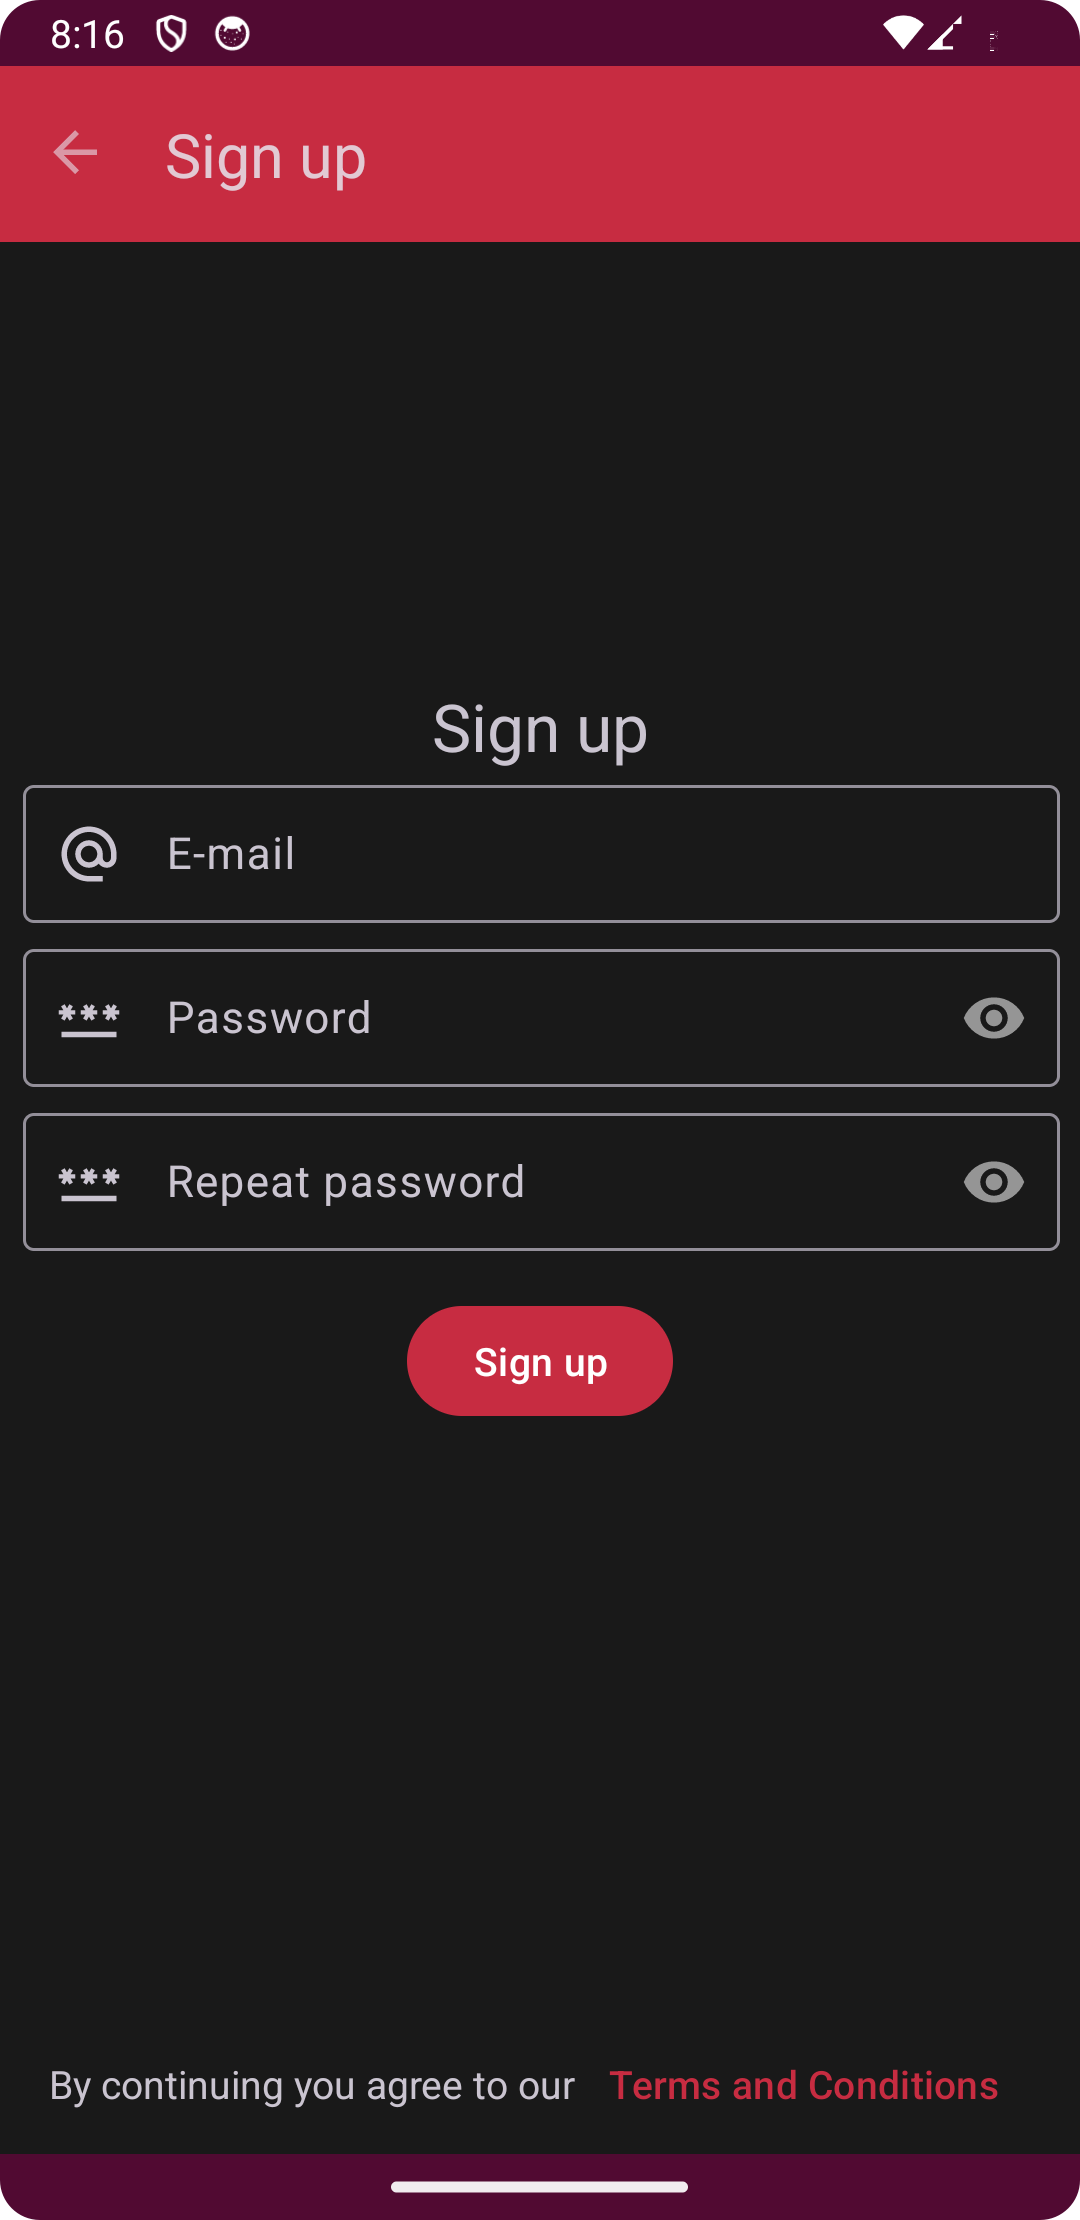 8:16
Sign up
Sign up
E-mail
Password
Repeat password
Sign up
By continuing you agree to our Terms and Conditions